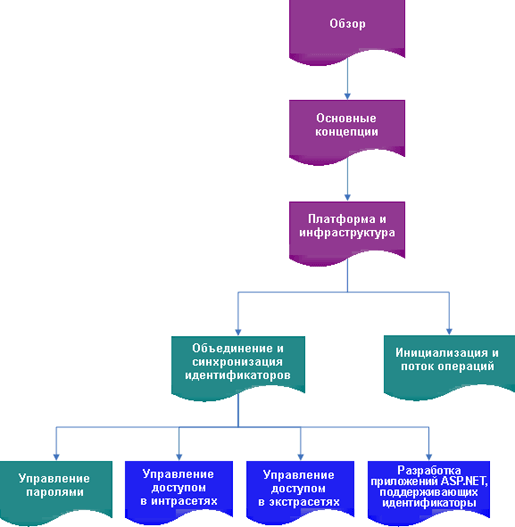 Обзор
Основные
концепции
Платформа и
инфраструктура
Объединение и
синхронизация
идентификаторов
Инициализация и
поток операций
Управление
паролями
Управление
доступом
в интрасетях
Управление
доступом
в экстрасетях
Разработка
приложений ASP.NET,
поддерживающих
идентификаторы